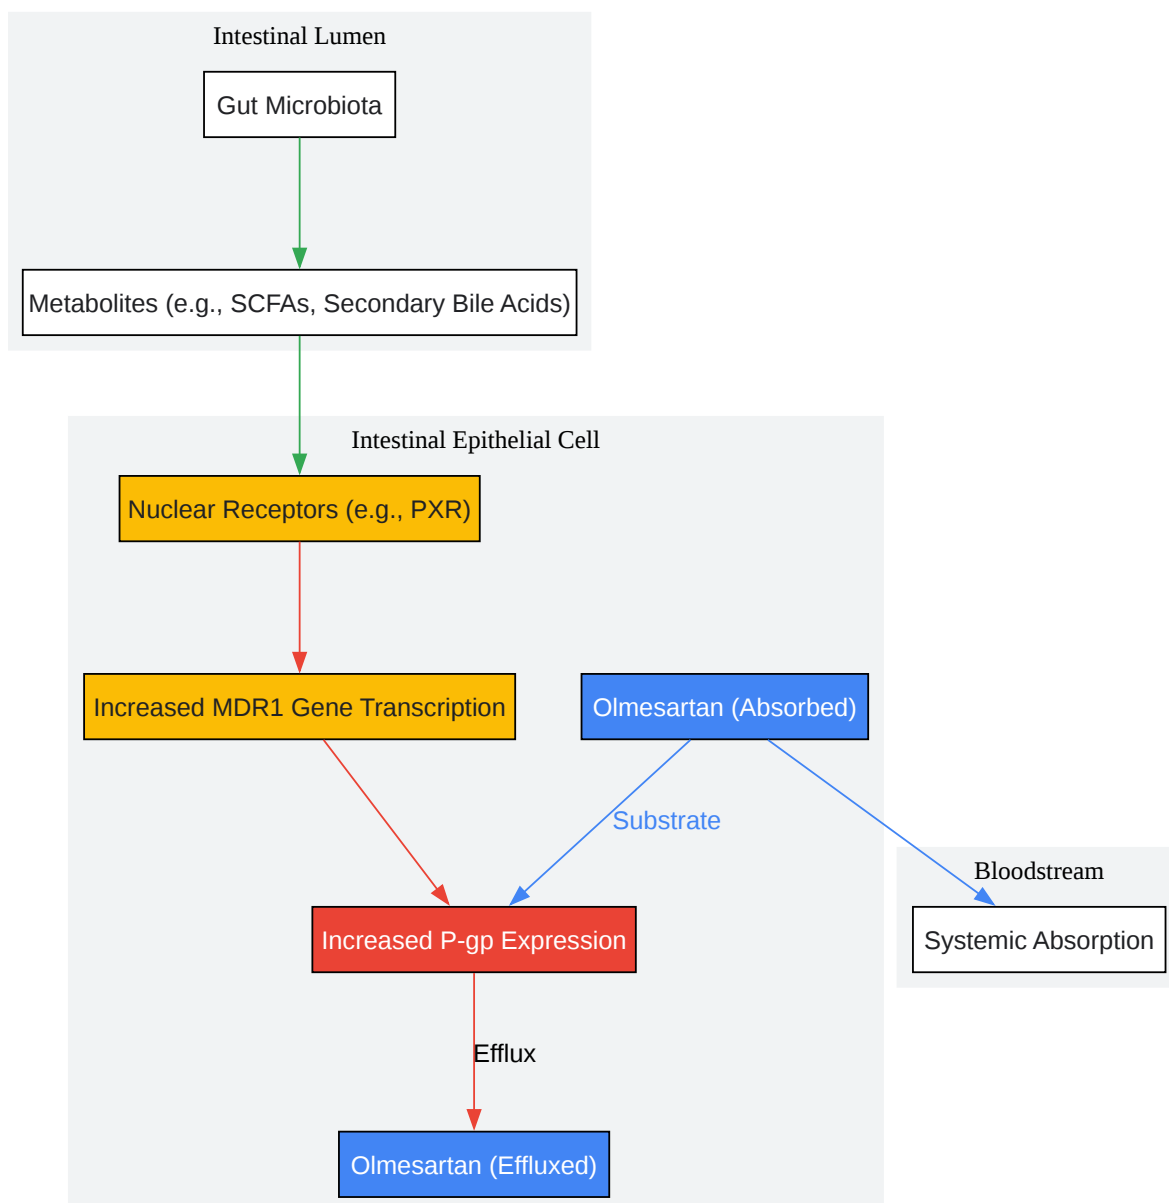 Intestinal Lumen
Gut Microbiota
Metabolites (e.g., SCFAs, Secondary Bile Acids)
Intestinal Epithelial Cell
Nuclear Receptors (e.g., PXR)
Increased MDR1 Gene Transcription
Olmesartan (Absorbed)
Substrate
Bloodstream
Increased P-gp Expression
Systemic Absorption
Efflux
Olmesartan (Effluxed)